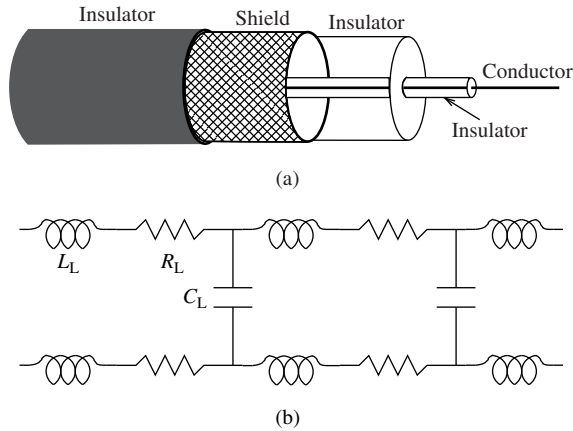 Insulator
Shield
Insulator
Conductor
Insulator
(a)
L_L
R_L
C_L
(b)